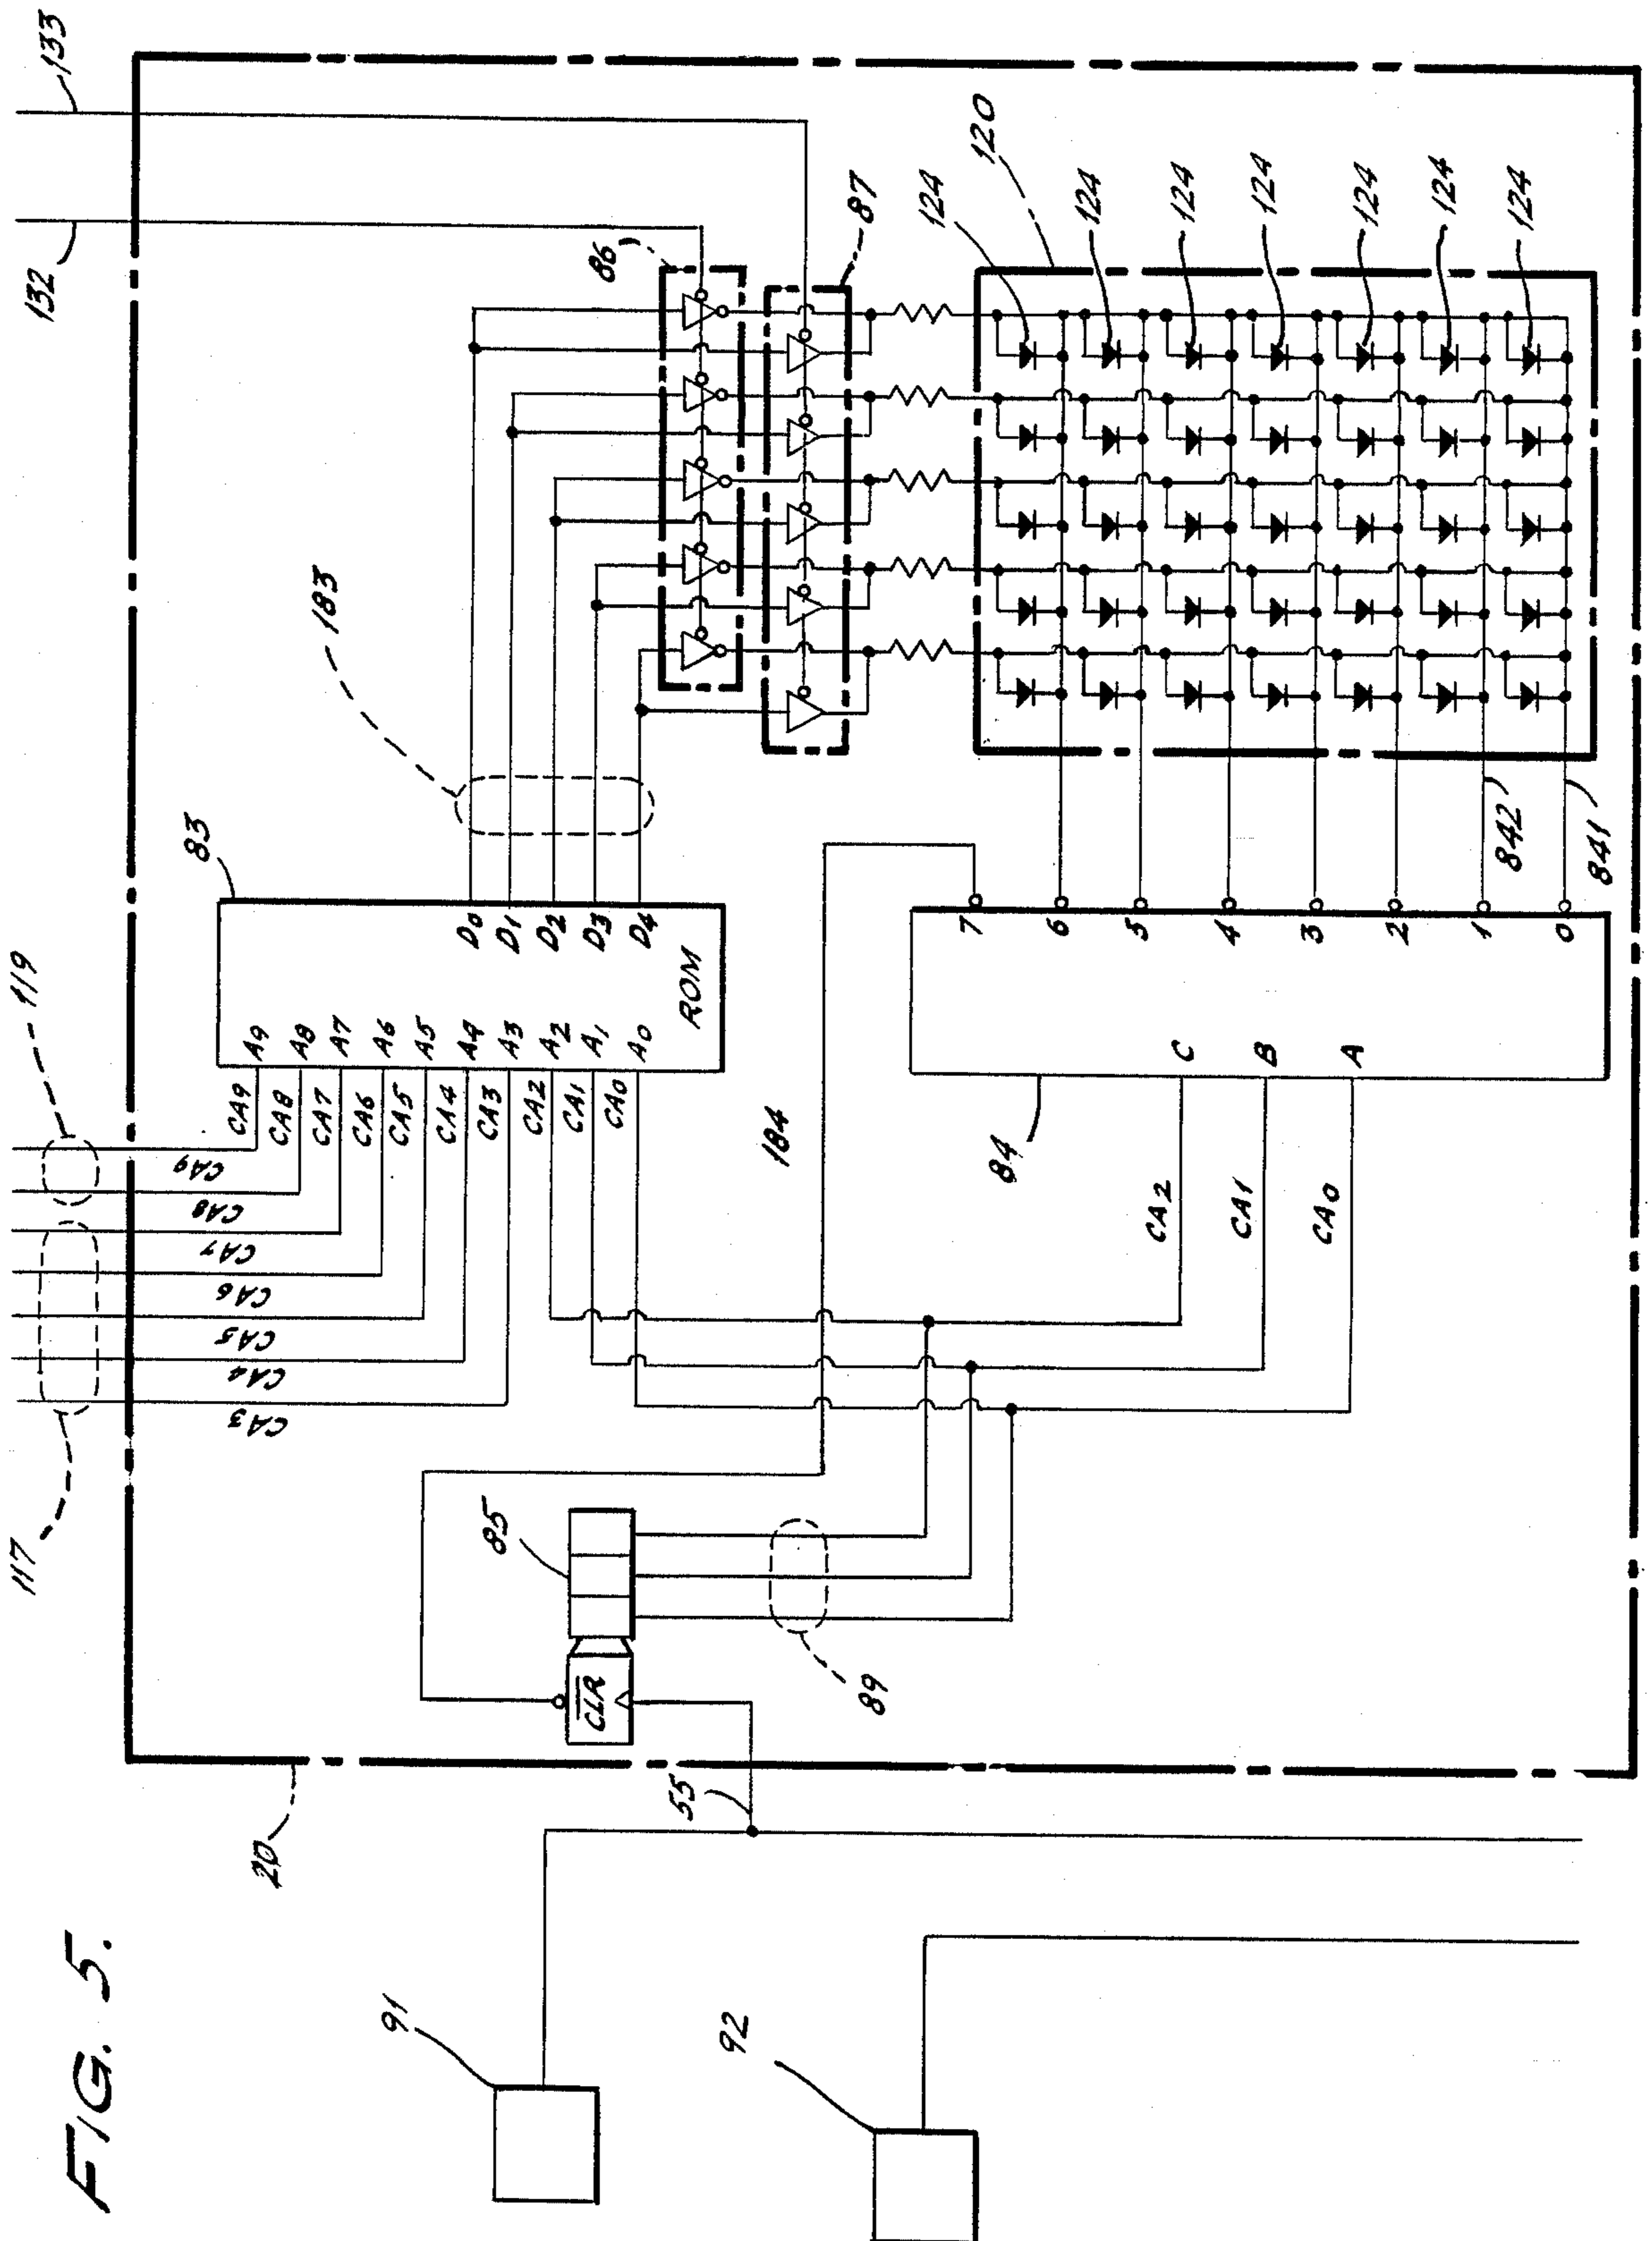 FIG. 5.
133
132
119
117
83
183
86
87
120
124
124
124
124
124
124
124
CA9
CA8
CA7
CA6
CA5
CA4
CA3
CA9
CA8
CA7
CA6
CA5
CA4
CA3
CA2
CA1
CA0
A9
A8
A7
A6
A5
A4
A3
A2
A1
A0
D0
D1
D2
D3
D4
ROM
184
84
7
6
5
4
3
2
1
0
C
B
A
CA2
CA1
CA0
842
841
85
CLR
89
55
20
91
92